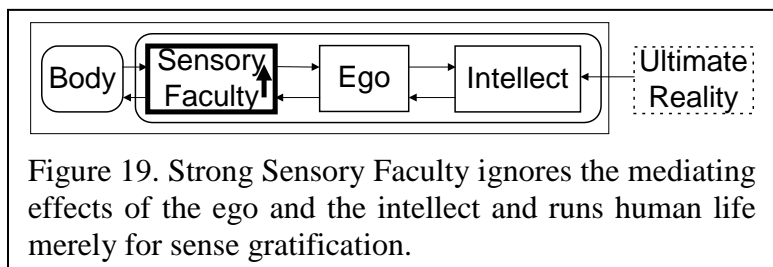 Body
Sensory
Faculty
Ego
Intellect
Ultimate
Reality
Figure 19. Strong Sensory Faculty ignores the mediating
effects of the ego and the intellect and runs human life
merely for sense gratification.